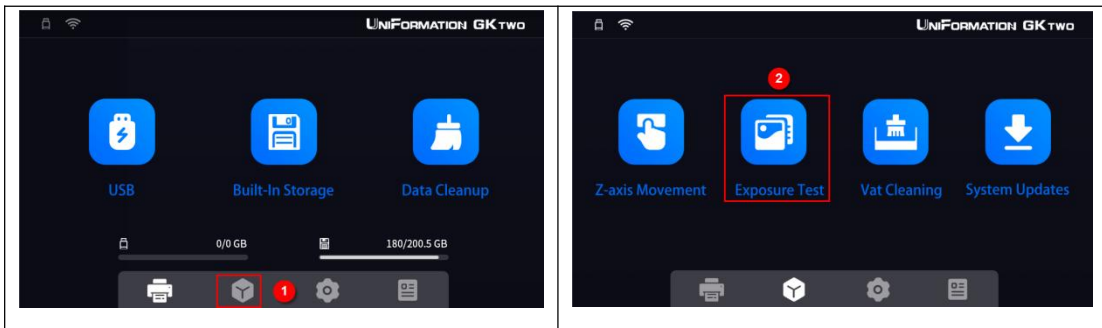 UNIFORMATION GKTWO
USB
Built-In Storage
Data Cleanup
0/0 GB
180/200.5 GB
1
UNIFORMATION GKTWO
2
Z-axis Movement
Exposure Test
Vat Cleaning
System Updates